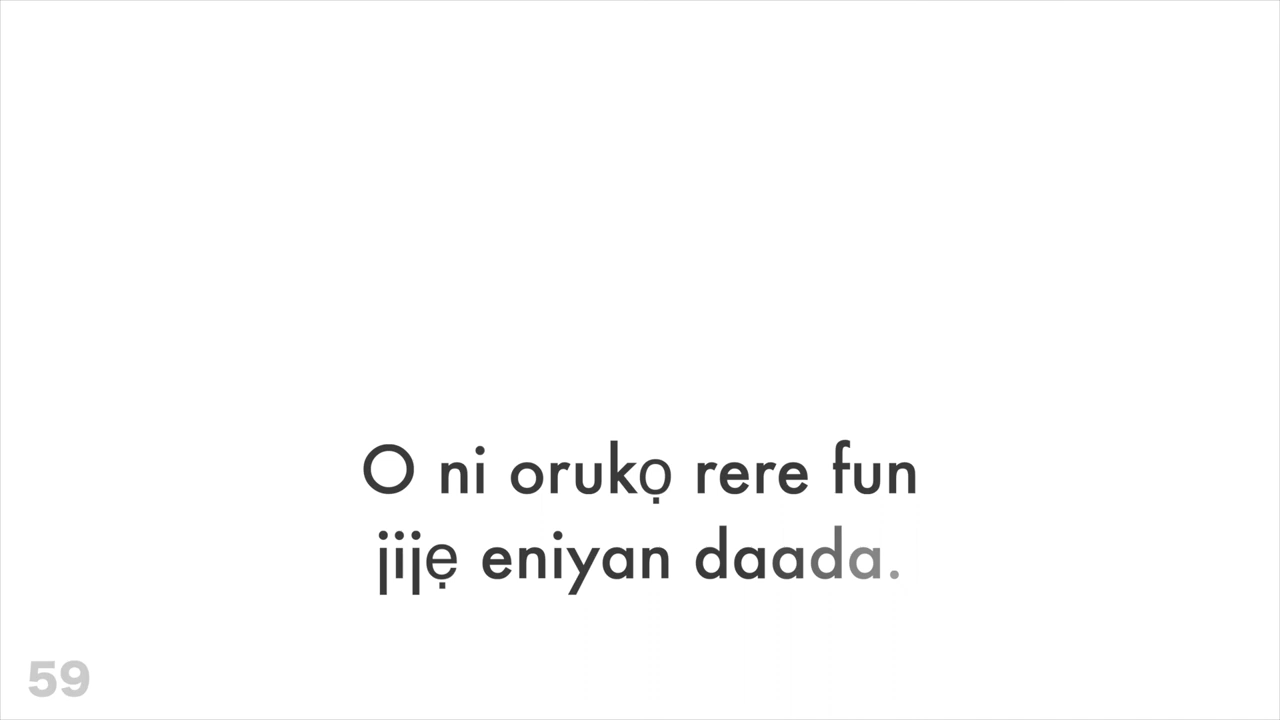 O ni orukọ rere fun
jijẹ eniyan daada.
59